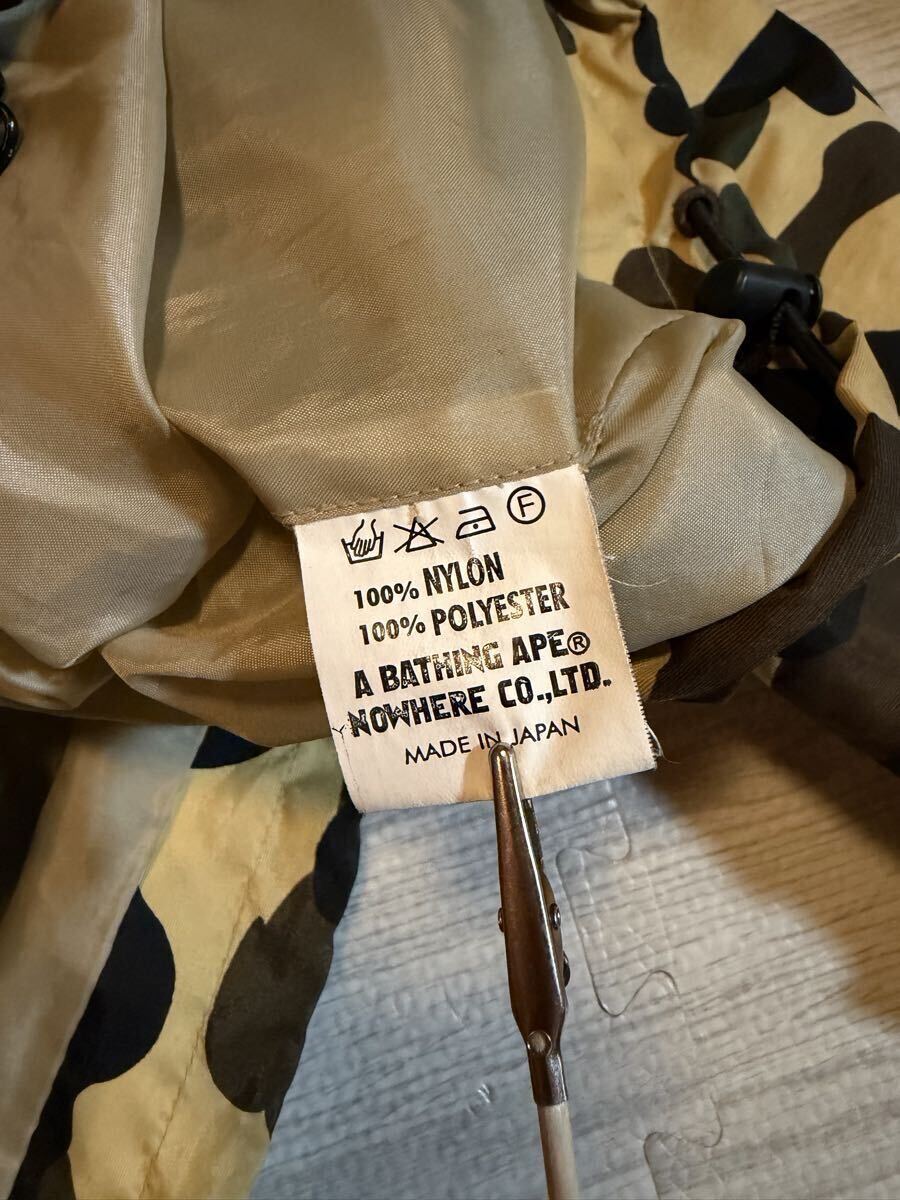 F
100% NYLON
100% POLYESTER
A BATHING APE®
NOWHERE CO.,LTD.
MADE IN JAPAN